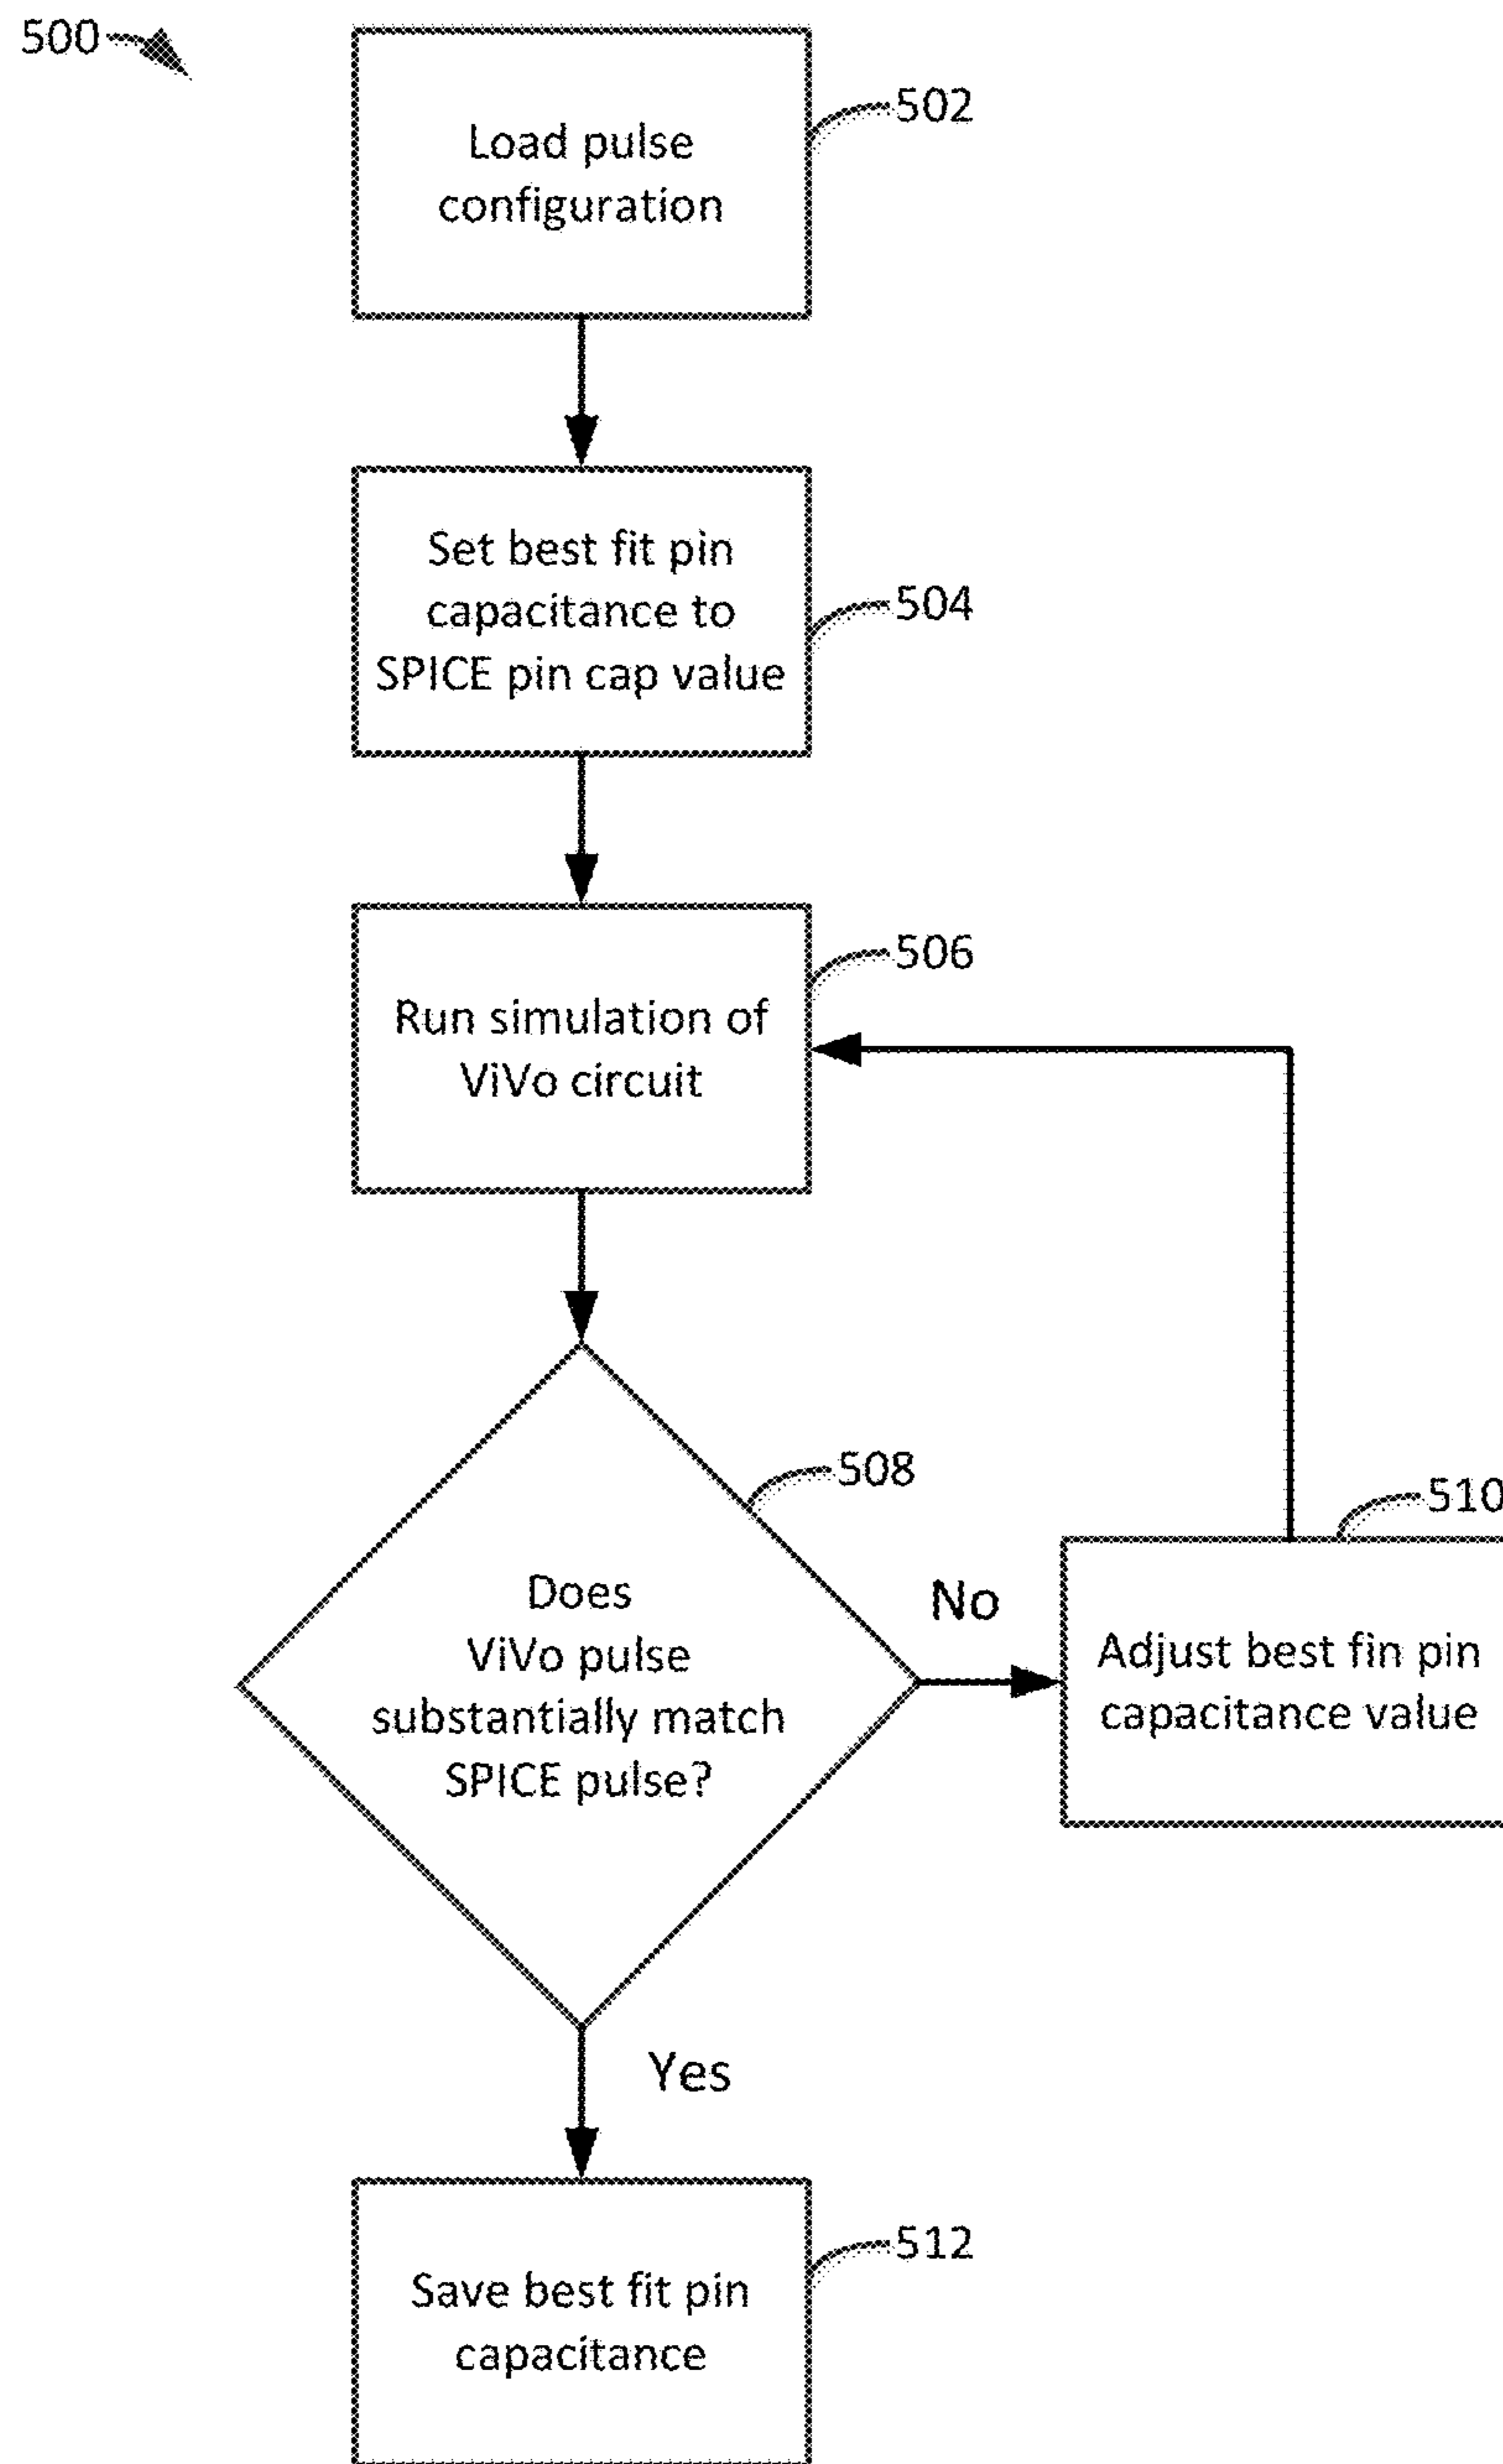 500
Load pulse
configuration
502
Set best fit pin
capacitance to
SPICE pin cap value
504
Run simulation of
ViVo circuit
506
Does
ViVo pulse
substantially match
SPICE pulse?
508
No
Adjust best fin pin
capacitance value
510
Yes
Save best fit pin
capacitance
512